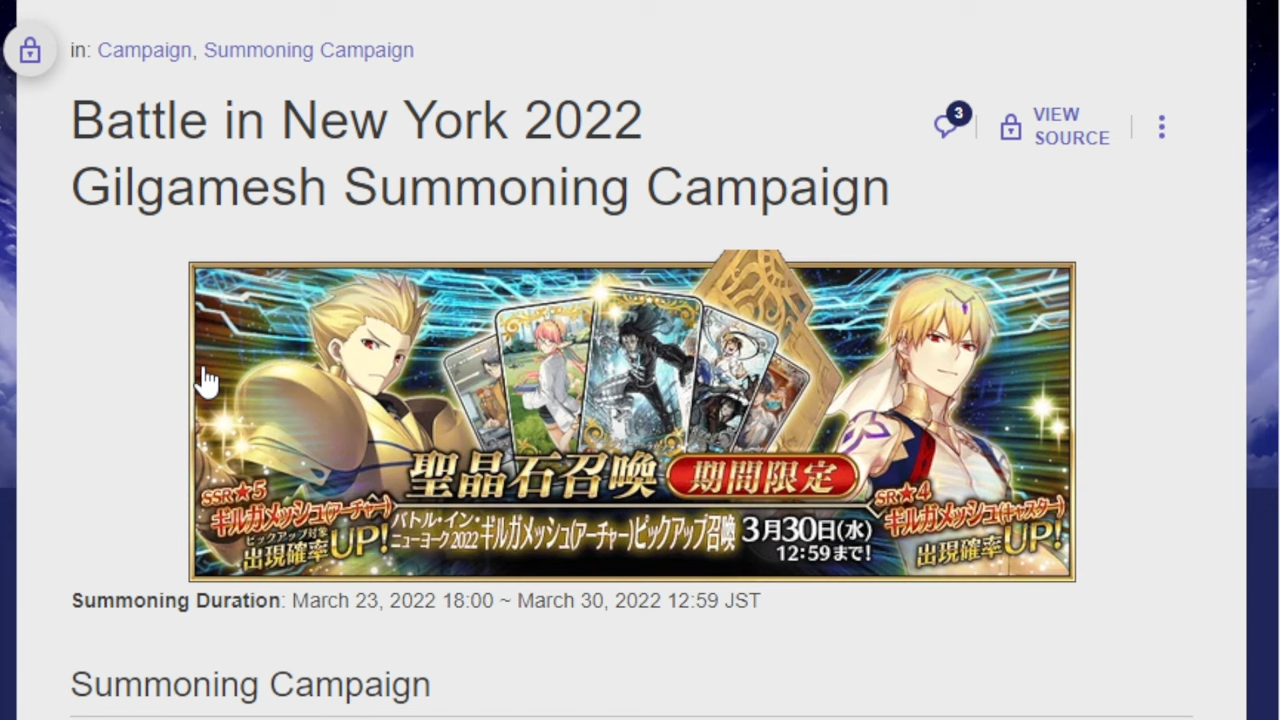 in: Campaign, Summoning Campaign
Battle in New York 2022
Gilgamesh Summoning Campaign
3
VIEW
SOURCE
聖晶石召喚
期間限定
SSR★5
ギルガメッシュ(アーチャー)
ピックアップ対象
出現確率UP!
バトル・イン・
ニューヨーク2022
ギルガメッシュ(アーチャー)ピックアップ召喚
3月30日(水)
12:59まで!
SR★4
ギルガメッシュ(キャスター)
出現確率UP!
Summoning Duration: March 23, 2022 18:00 ~ March 30, 2022 12:59 JST
Summoning Campaign